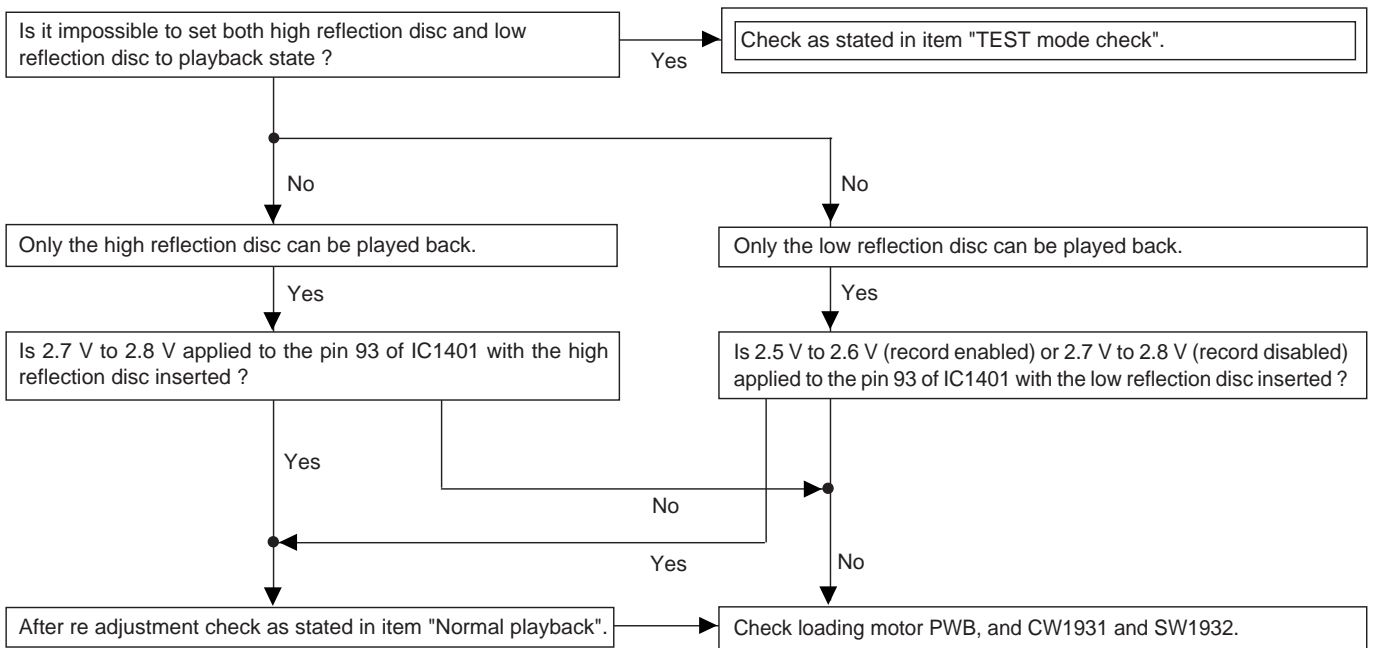 Is it impossible to set both high reflection disc and low
reflection disc to playback state ?
Yes
Check as stated in item "TEST mode check".
No
No
Only the high reflection disc can be played back.
Only the low reflection disc can be played back.
Yes
Yes
Is 2.7 V to 2.8 V applied to the pin 93 of IC1401 with the high
reflection disc inserted ?
Is 2.5 V to 2.6 V (record enabled) or 2.7 V to 2.8 V (record disabled)
applied to the pin 93 of IC1401 with the low reflection disc inserted ?
Yes
No
Yes
No
After re adjustment check as stated in item "Normal playback".
Check loading motor PWB, and CW1931 and SW1932.